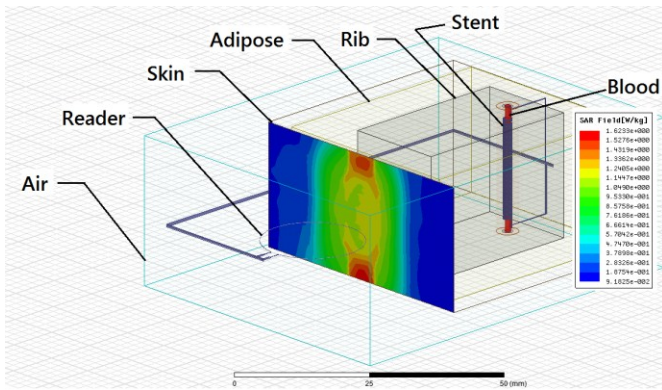 Stent
Adipose
Rib
Skin
Blood
Reader
Air
SAR Field[W/kg]
1.6233e+000
1.5276e+000
1.4319e+000
1.3362e+000
1.2405e+000
1.1447e+000
1.0490e+000
9.5330e-001
8.5758e-001
7.6186e-001
6.6614e-001
5.7042e-001
4.7470e-001
3.7898e-001
2.8326e-001
1.8754e-001
9.1825e-002
0
25
50 (mm)